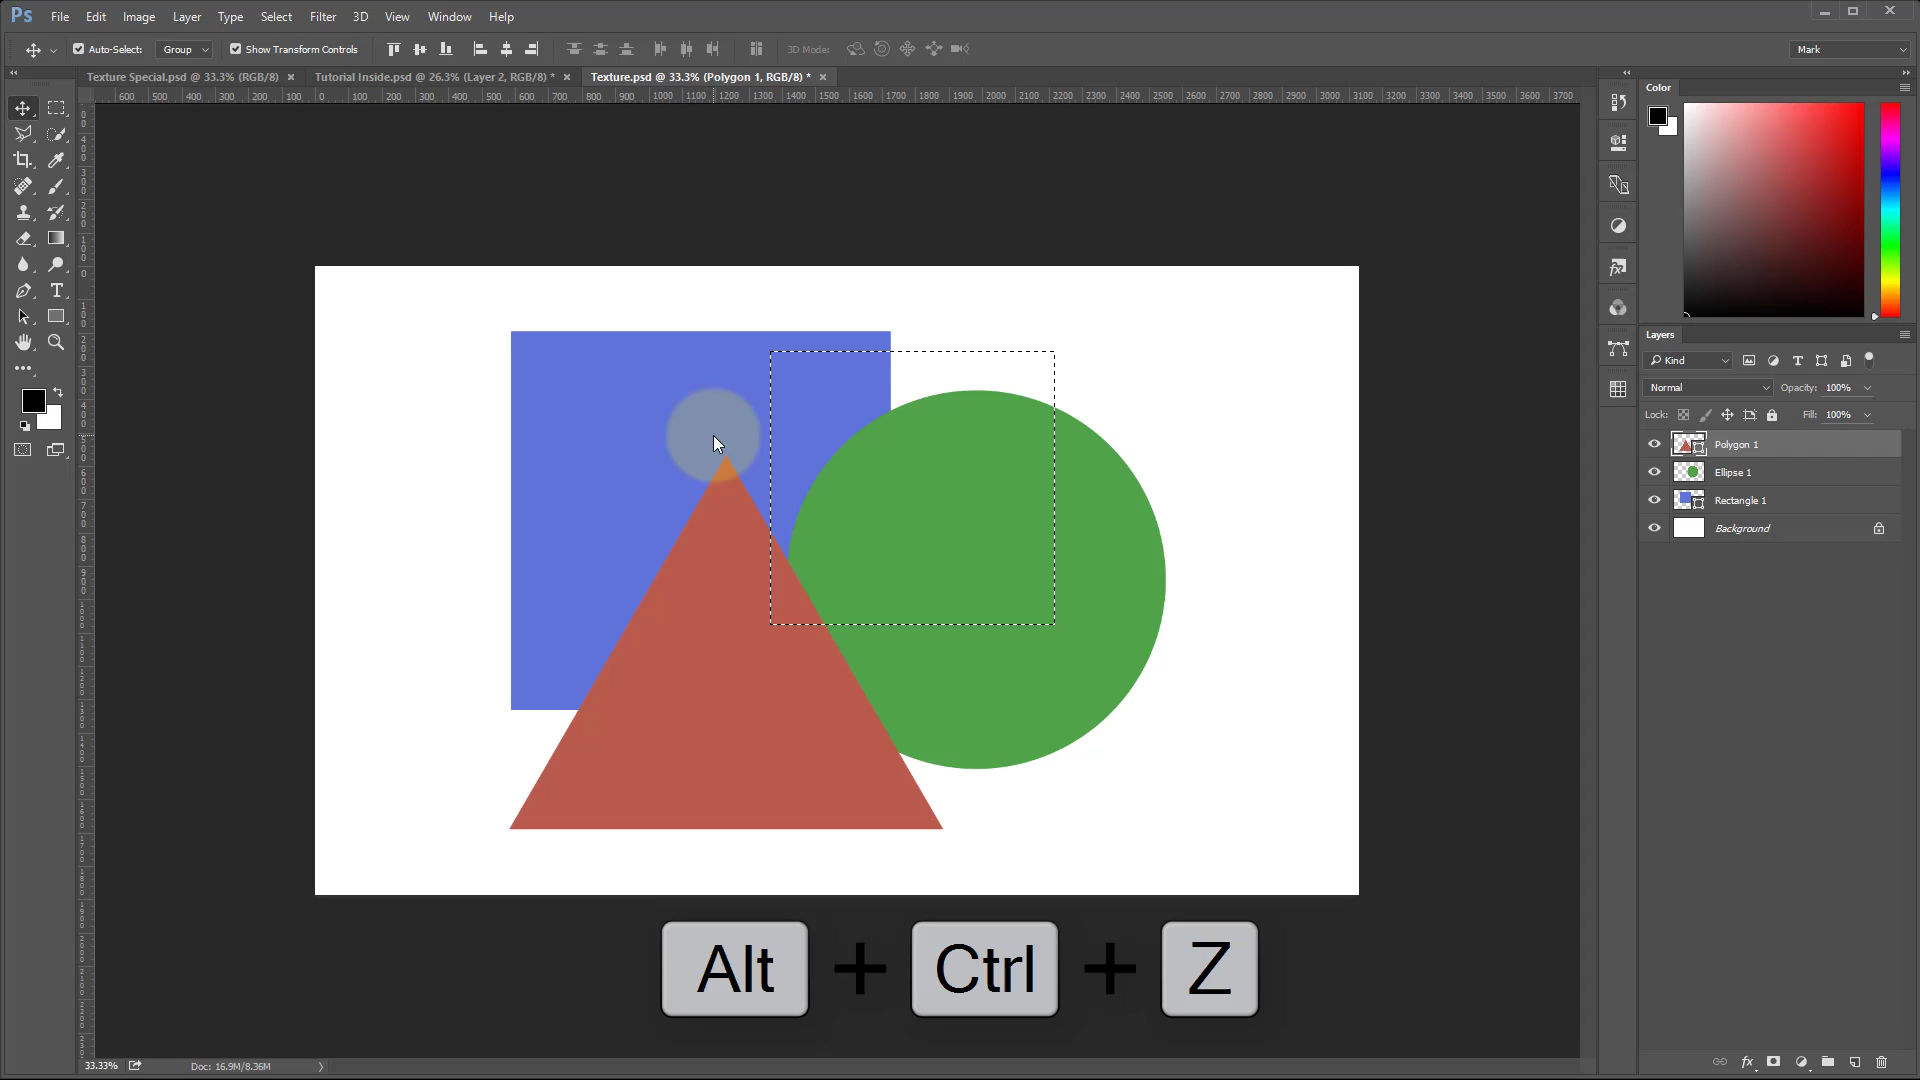 Ps File Edit Image Layer Type Select Filter 3D View Window Help
Auto-Select: Group Show Transform Controls 3D Mode: Mark
Texture Special.psd @ 33.3% (RGB/8) × Tutorial Inside.psd @ 26.3% (Layer 2, RGB/8) * × Texture.psd @ 33.3% (Polygon 1, RGB/8) * ×
600 500 400 300 200 100 0 100 200 300 400 500 600 700 800 900 1000 1100 1200 1300 1400 1500 1600 1700 1800 1900 2000 2100 2200 2300 2400 2500 2600 2700 2800 2900 3000 3100 3200 3300 3400 3500 3600 3700
Color
Layers
Kind T
Normal Opacity: 100%
Lock: Fill: 100%
Polygon 1
Ellipse 1
Rectangle 1
Background
Alt + Ctrl + Z
33.33% Doc: 16.9M/8.36M
fx